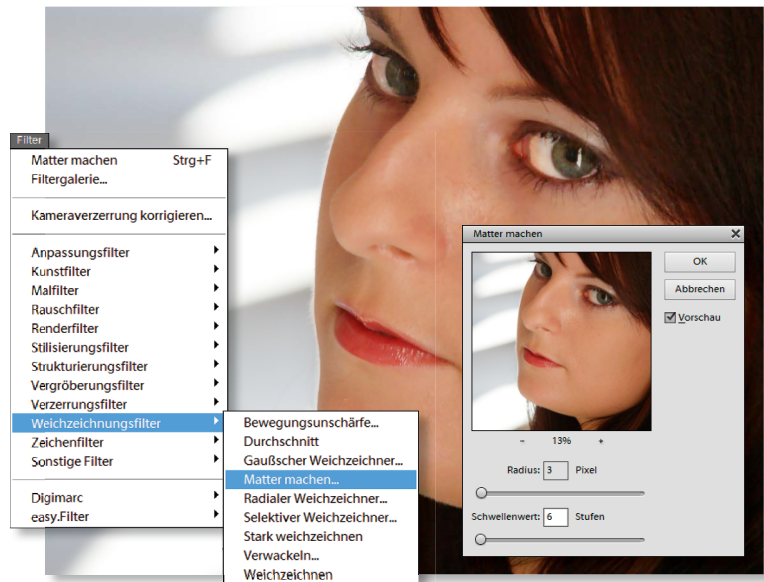 Filter
Matter machen Strg+F
Filtergalerie...
Kameraverzerrung korrigieren...
Anpassungsfilter
Kunstfilter
Malfilter
Rauschfilter
Renderfilter
Stilisierungsfilter
Strukturierungsfilter
Vergröberungsfilter
Verzerrungsfilter
Weichzeichnungsfilter
Zeichenfilter
Sonstige Filter
Digimarc
easy.Filter
Bewegungsunschärfe...
Durchschnitt
Gaußscher Weichzeichner...
Matter machen...
Radialer Weichzeichner...
Selektiver Weichzeichner...
Stark weichzeichnen
Verwackeln...
Weichzeichnen
Matter machen
OK
Abbrechen
Vorschau
- 13% +
Radius: 3 Pixel
Schwellenwert: 6 Stufen